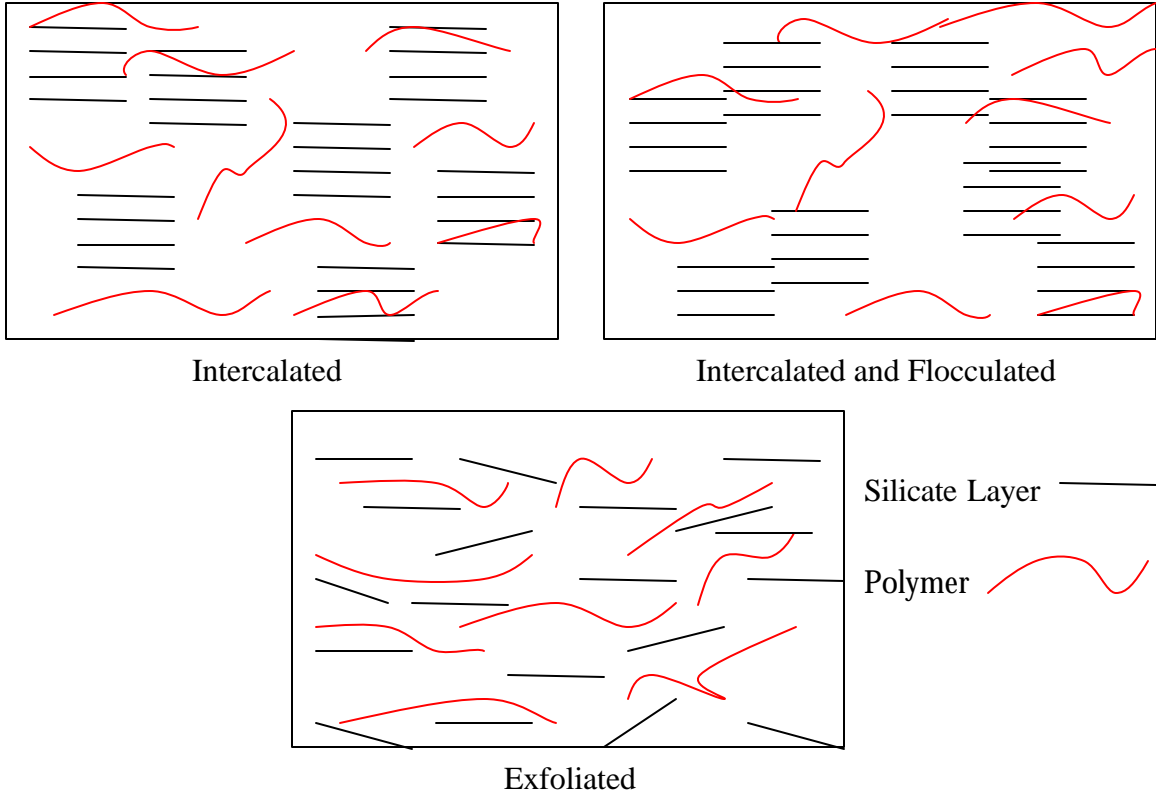 Intercalated
Intercalated and Flocculated
Silicate Layer
Polymer
Exfoliated